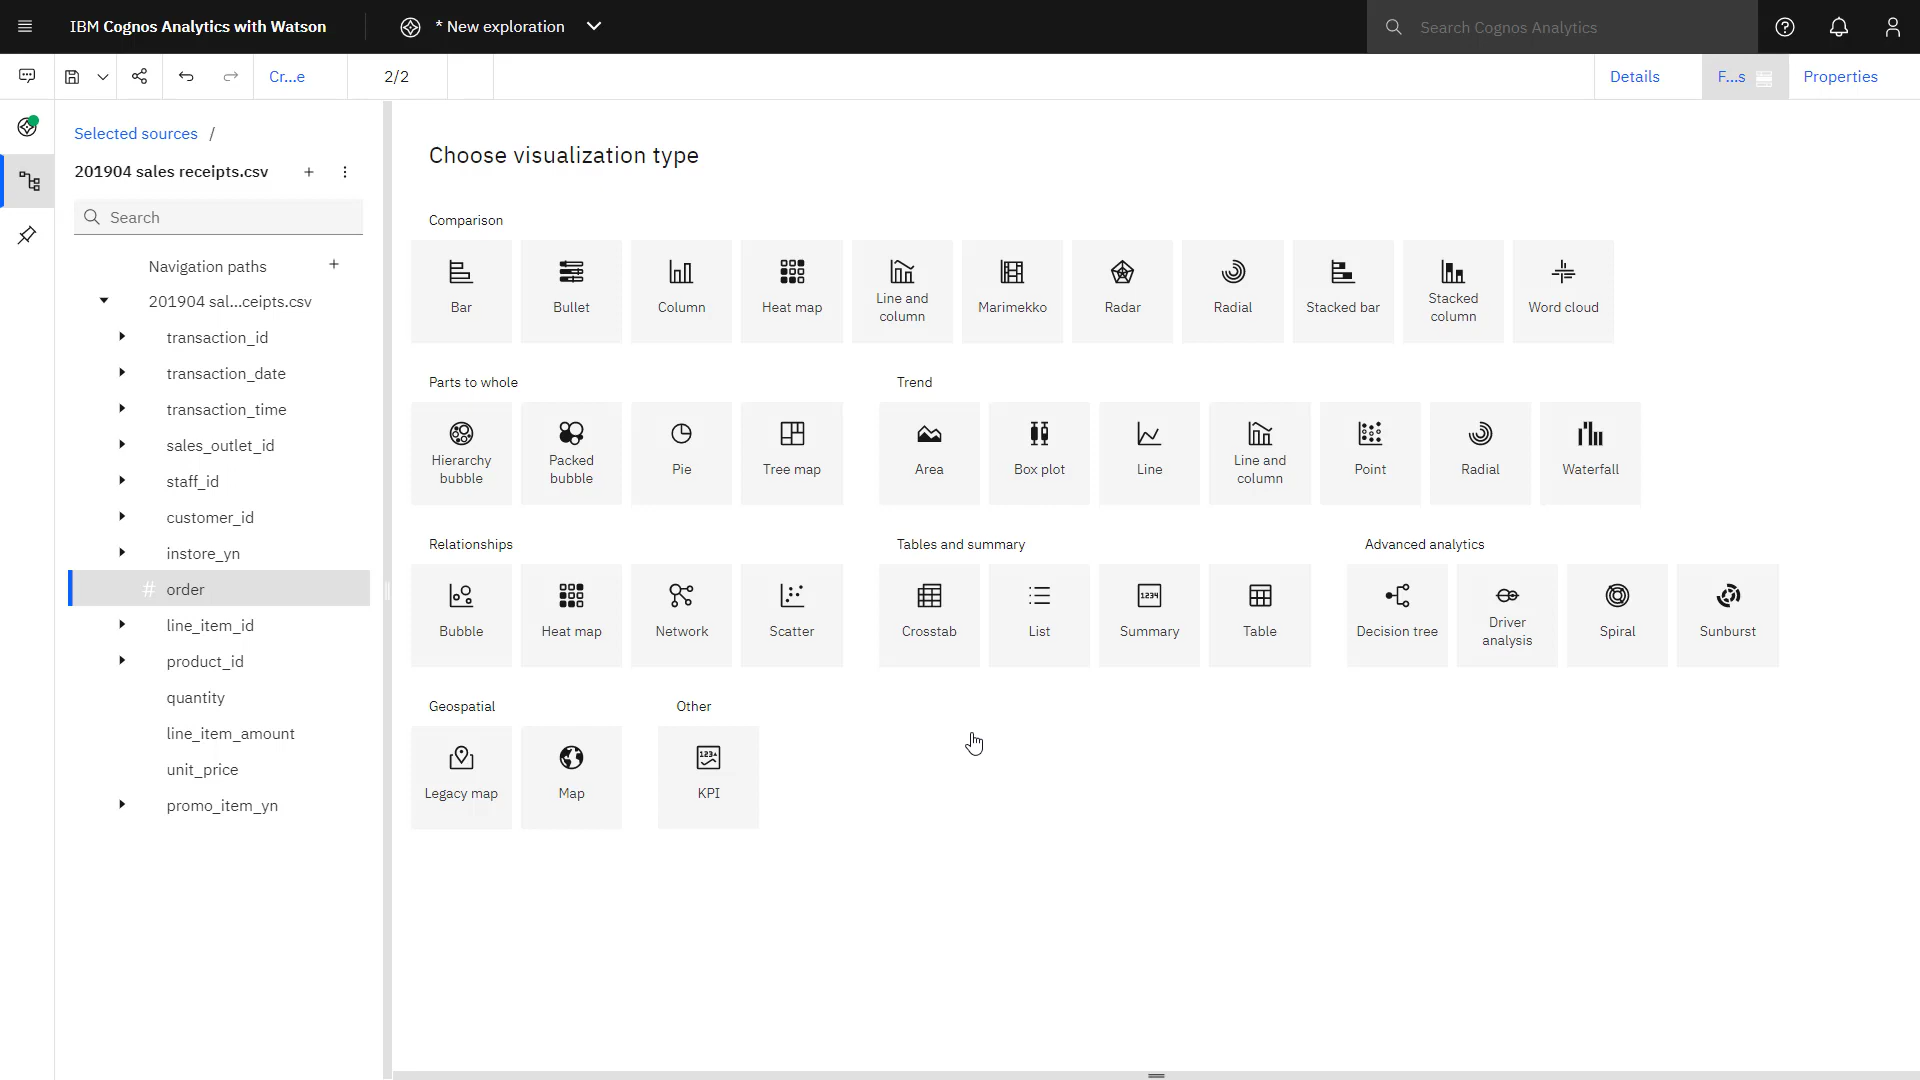 IBM Cognos Analytics with Watson
* New exploration
Search Cognos Analytics
Cr...e
2/2
Details
F...s
Properties
Selected sources /
201904 sales receipts.csv
Search
Navigation paths
201904 sal...ceipts.csv
transaction_id
transaction_date
transaction_time
sales_outlet_id
staff_id
customer_id
instore_yn
# order
line_item_id
product_id
quantity
line_item_amount
unit_price
promo_item_yn
Choose visualization type
Comparison
Bar
Bullet
Column
Heat map
Line and
column
Marimekko
Radar
Radial
Stacked bar
Stacked
column
Word cloud
Parts to whole
Hierarchy
bubble
Packed
bubble
Pie
Tree map
Trend
Area
Box plot
Line
Line and
column
Point
Radial
Waterfall
Relationships
Bubble
Heat map
Network
Scatter
Tables and summary
Crosstab
List
1234
Summary
Table
Advanced analytics
Decision tree
Driver
analysis
Spiral
Sunburst
Geospatial
Legacy map
Map
Other
123
KPI